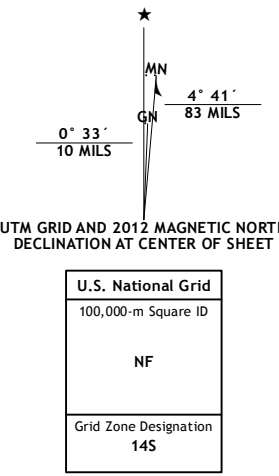 ★
MN
4° 41´
83 MILS
GN
0° 33´
10 MILS
UTM GRID AND 2012 MAGNETIC NORTH
DECLINATION AT CENTER OF SHEET
U.S. National Grid
100,000-m Square ID
NF
Grid Zone Designation
14S